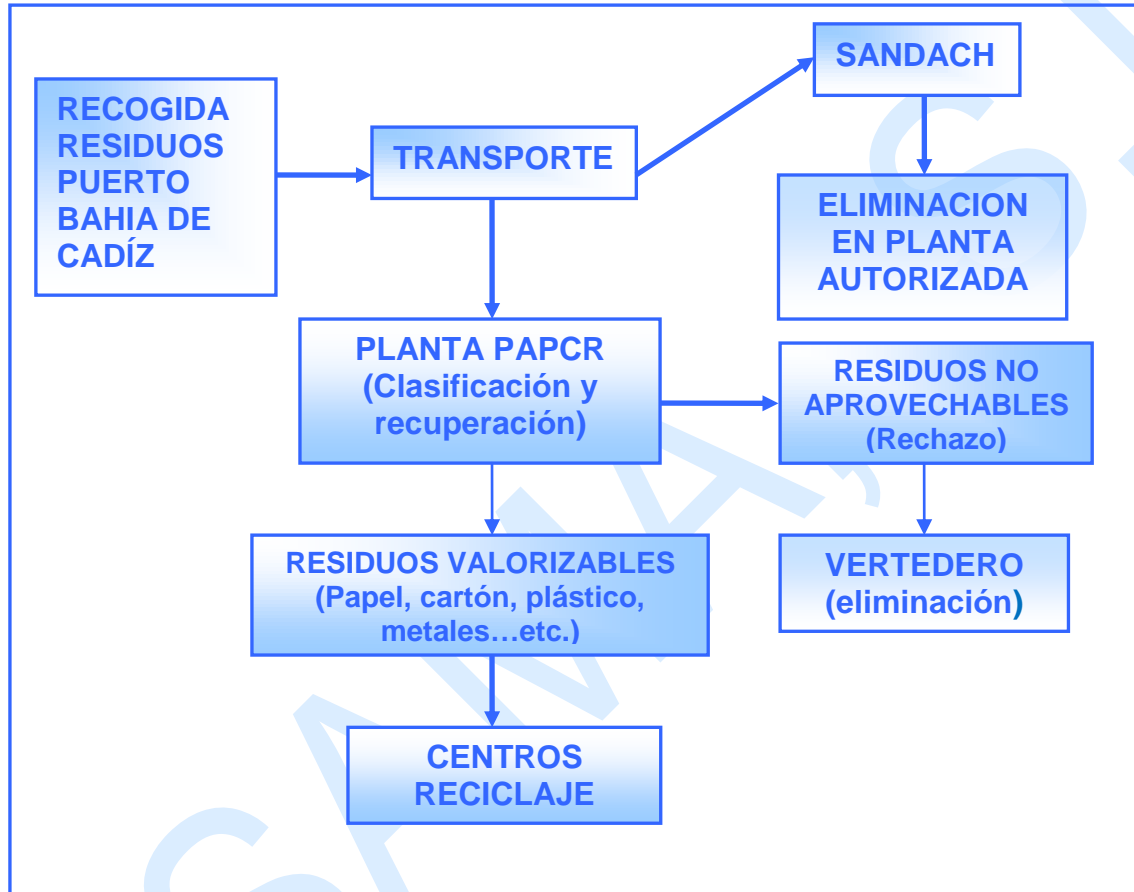 RECOGIDA
RESIDUOS
PUERTO
BAHIA DE
CADÍZ
TRANSPORTE
SANDACH
ELIMINACION
EN PLANTA
AUTORIZADA
PLANTA PAPCR
(Clasificación y
recuperación)
RESIDUOS NO
APROVECHABLES
(Rechazo)
RESIDUOS VALORIZABLES
(Papel, cartón, plástico,
metales…etc.)
VERTEDERO
(eliminación)
CENTROS
RECICLAJE